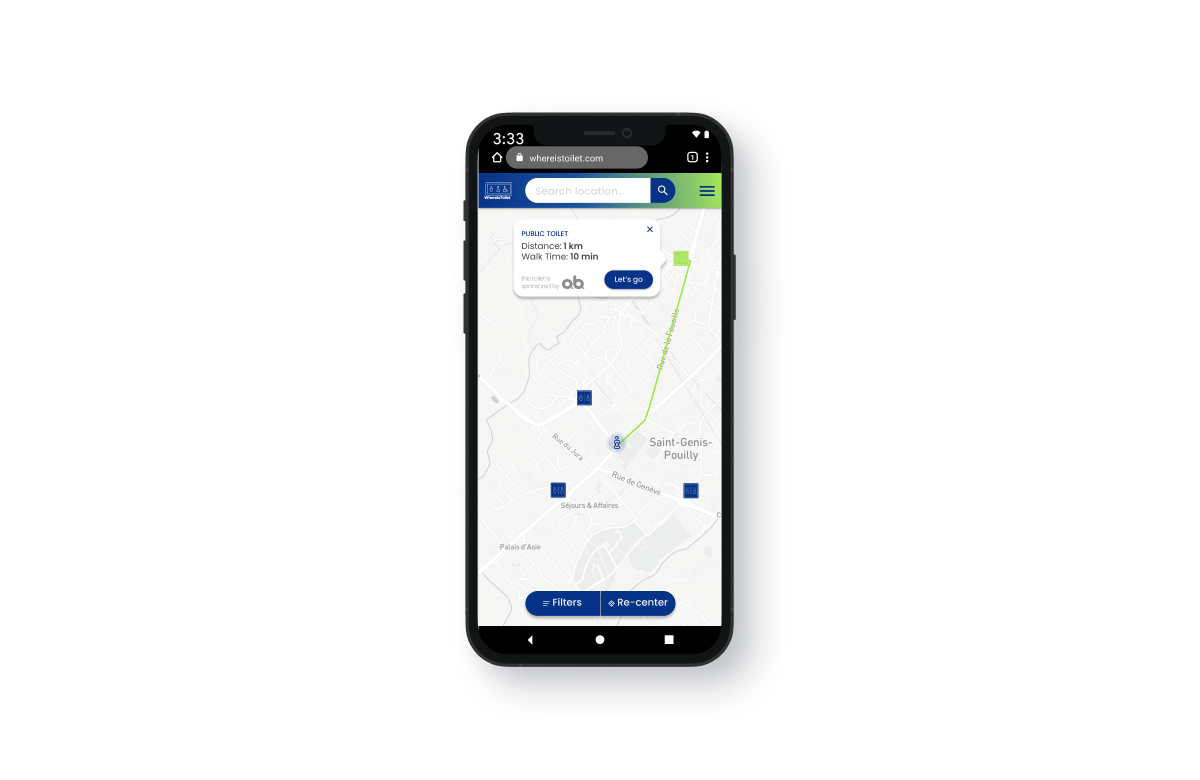 3:33
1
whereistoilet.com
WhereisToilet
Search location...
PUBLIC TOILET
Distance: 1 km
Walk Time: 10 min
this toilet is
sponsored by
o.b.
Let's go
Rue de la Faucille
Saint-Genis-
Pouilly
Rue du Jura
Rue de Genève
Séjours & Affaires
C
Palais d'Asie
Filters
Re-center